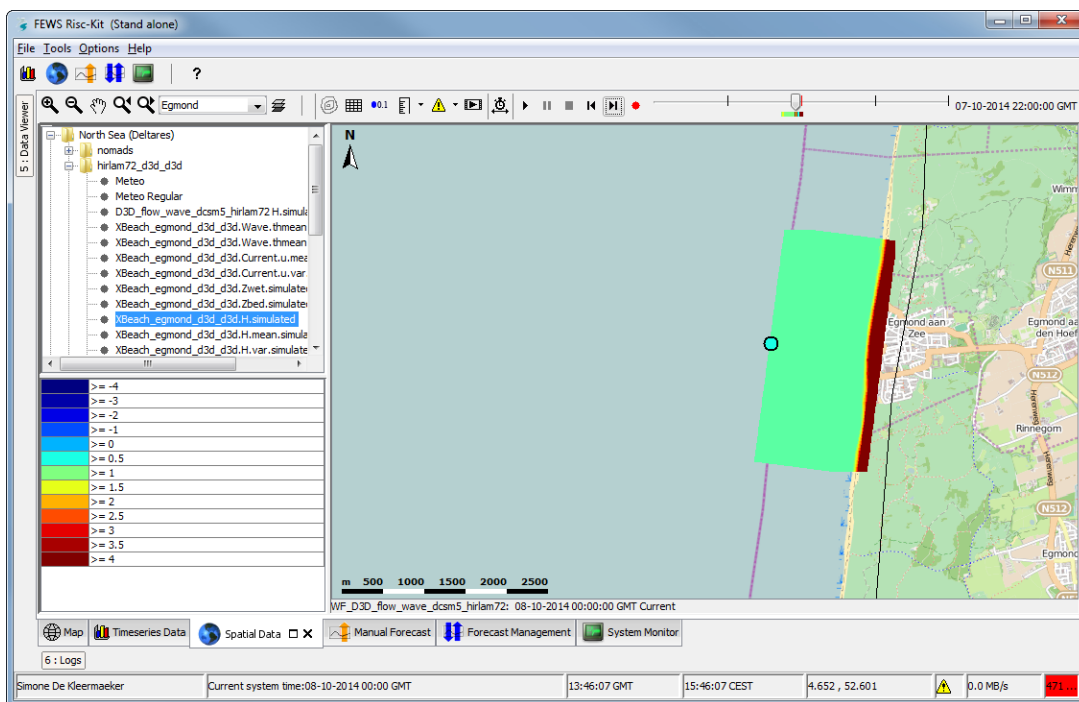 FEWS Risc-Kit (Stand alone)
File Tools Options Help
?
Egmond
0.1
07-10-2014 22:00:00 GMT
5 : Data Viewer
North Sea (Deltares)
nomads
hirlam72_d3d_d3d
Meteo
Meteo Regular
D3D_flow_wave_dcsm5_hirlam72 H.simula
XBeach_egmond_d3d_d3d.Wave.thmean
XBeach_egmond_d3d_d3d.Wave.thmean
XBeach_egmond_d3d_d3d.Current.u.mea
XBeach_egmond_d3d_d3d.Current.u.var
XBeach_egmond_d3d_d3d.Zwet.simulate
XBeach_egmond_d3d_d3d.Zbed.simulate
XBeach_egmond_d3d_d3d.H.simulated
XBeach_egmond_d3d_d3d.H.mean.simula
XBeach_egmond_d3d_d3d.H.var.simulate
>= -4
>= -3
>= -2
>= -1
>= 0
>= 0.5
>= 1
>= 1.5
>= 2
>= 2.5
>= 3
>= 3.5
>= 4
N
Wimm
Herenweg
N511
Egmond aan
Zee
Egmond aa
den Hoef
N512
Herenweg
Rinnegom
N512
Egmond
m 500 1000 1500 2000 2500
WF_D3D_flow_wave_dcsm5_hirlam72: 08-10-2014 00:00:00 GMT Current
Map Timeseries Data Spatial Data Manual Forecast Forecast Management System Monitor
6 : Logs
Simone De Kleermaeker Current system time:08-10-2014 00:00 GMT 13:46:07 GMT 15:46:07 CEST 4.652 , 52.601 0.0 MB/s 471 ...